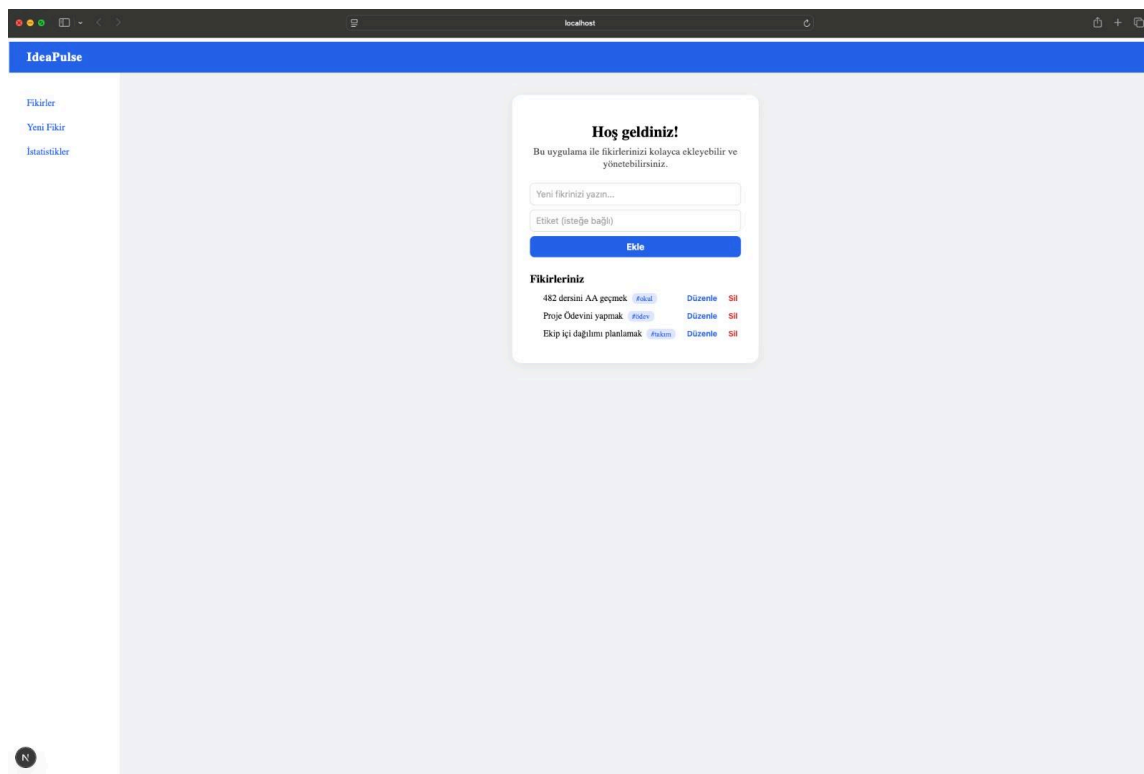 localhost
IdeaPulse
Fikirler
Yeni Fikir
İstatistikler
Hoş geldiniz!
Bu uygulama ile fikirlerinizi kolayca ekleyebilir ve
yönetebilirsiniz.
Yeni fikrinizi yazın...
Etiket (isteğe bağlı)
Ekle
Fikirleriniz
482 dersini AA geçmek #okul Düzenle Sil
Proje Ödevini yapmak #ödev Düzenle Sil
Ekip içi dağılımı planlamak #takım Düzenle Sil
N